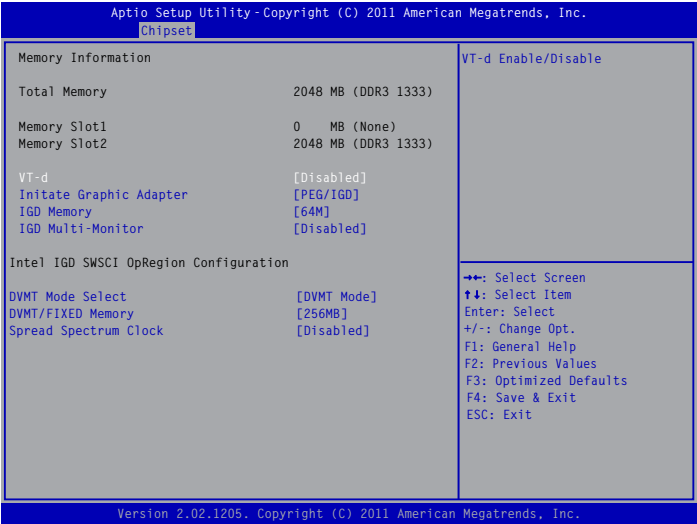 Aptio Setup Utility - Copyright (C) 2011 American Megatrends, Inc.
Chipset
Memory Information
Total Memory 2048 MB (DDR3 1333)
Memory Slot1 0 MB (None)
Memory Slot2 2048 MB (DDR3 1333)
VT-d [Disabled]
Initate Graphic Adapter [PEG/IGD]
IGD Memory [64M]
IGD Multi-Monitor [Disabled]
Intel IGD SWSCI OpRegion Configuration
DVMT Mode Select [DVMT Mode]
DVMT/FIXED Memory [256MB]
Spread Spectrum Clock [Disabled]
VT-d Enable/Disable
→←: Select Screen
↑↓: Select Item
Enter: Select
+/-: Change Opt.
F1: General Help
F2: Previous Values
F3: Optimized Defaults
F4: Save & Exit
ESC: Exit
Version 2.02.1205. Copyright (C) 2011 American Megatrends, Inc.